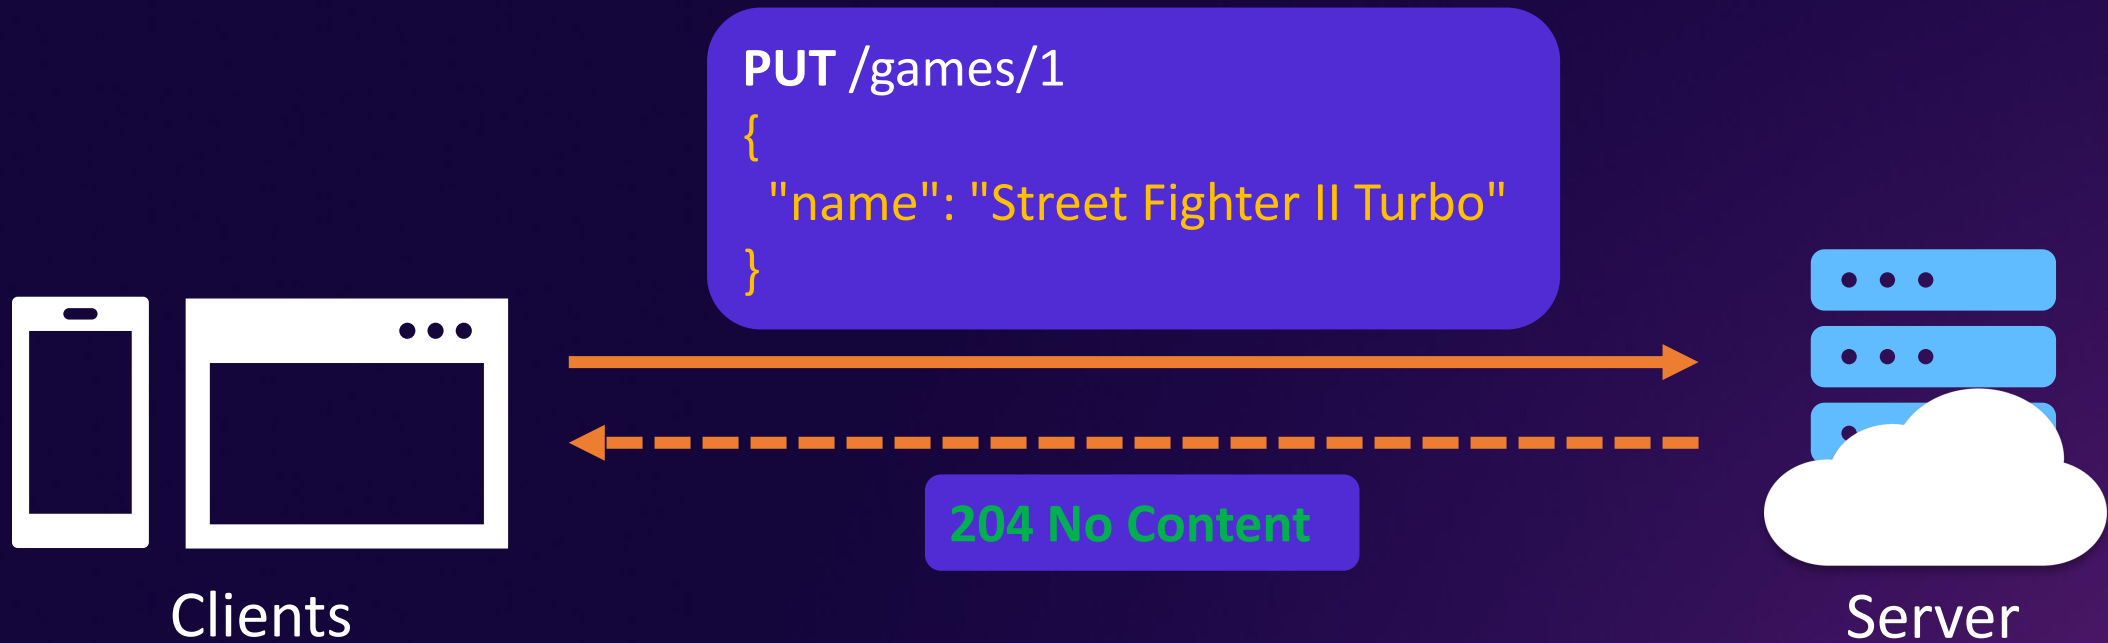 PUT /games/1
{
"name": "Street Fighter II Turbo"
}
204 No Content
Clients
Server